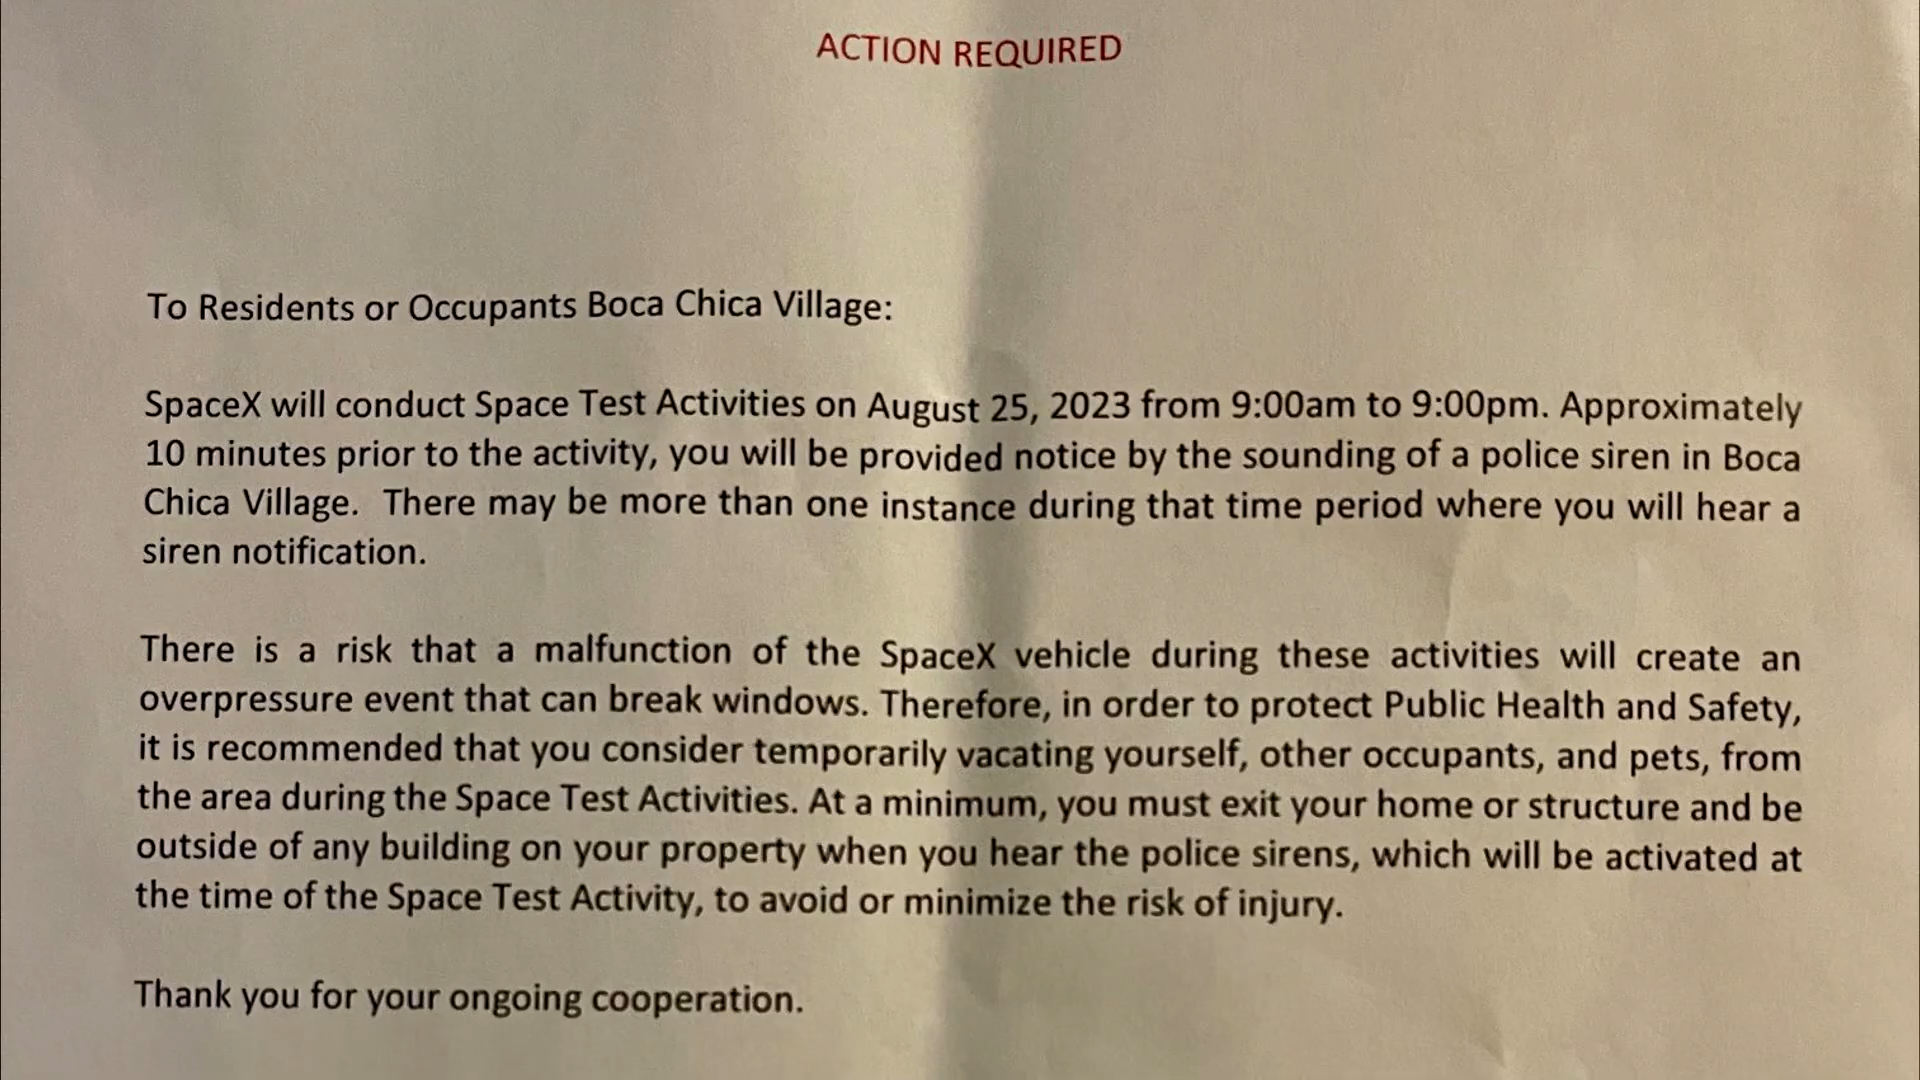 ACTION REQUIRED
To Residents or Occupants Boca Chica Village:
SpaceX will conduct Space Test Activities on August 25, 2023 from 9:00am to 9:00pm. Approximately
10 minutes prior to the activity, you will be provided notice by the sounding of a police siren in Boca
Chica Village.  There may be more than one instance during that time period where you will hear a
siren notification.
There is a risk that a malfunction of the SpaceX vehicle during these activities will create an
overpressure event that can break windows. Therefore, in order to protect Public Health and Safety,
it is recommended that you consider temporarily vacating yourself, other occupants, and pets, from
the area during the Space Test Activities. At a minimum, you must exit your home or structure and be
outside of any building on your property when you hear the police sirens, which will be activated at
the time of the Space Test Activity, to avoid or minimize the risk of injury.
Thank you for your ongoing cooperation.